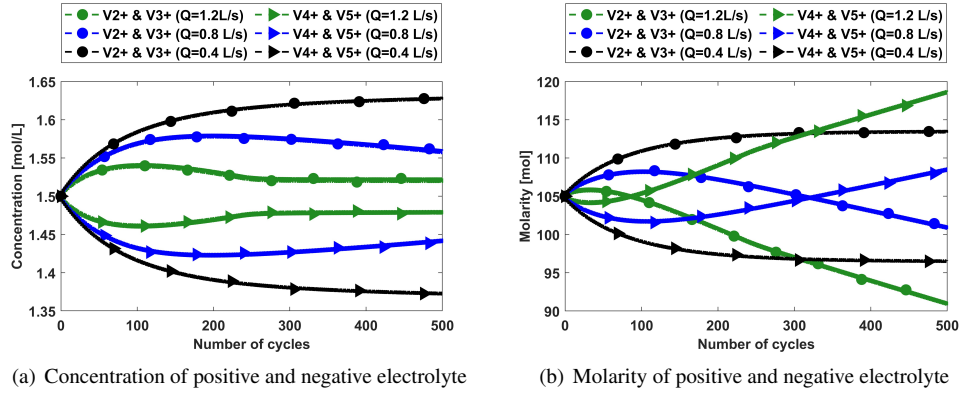 V2+ & V3+ (Q=1.2L/s) V4+ & V5+ (Q=1.2 L/s)
V2+ & V3+ (Q=0.8 L/s) V4+ & V5+ (Q=0.8 L/s)
V2+ & V3+ (Q=0.4 L/s) V4+ & V5+ (Q=0.4 L/s)
1.65
1.6
1.55
1.5
1.45
1.4
1.35
Concentration [mol/L]
0 100 200 300 400 500
Number of cycles
(a) Concentration of positive and negative electrolyte
V2+ & V3+ (Q=1.2L/s) V4+ & V5+ (Q=1.2 L/s)
V2+ & V3+ (Q=0.8 L/s) V4+ & V5+ (Q=0.8 L/s)
V2+ & V3+ (Q=0.4 L/s) V4+ & V5+ (Q=0.4 L/s)
120
115
110
105
100
95
90
Molarity [mol]
0 100 200 300 400 500
Number of cycles
(b) Molarity of positive and negative electrolyte